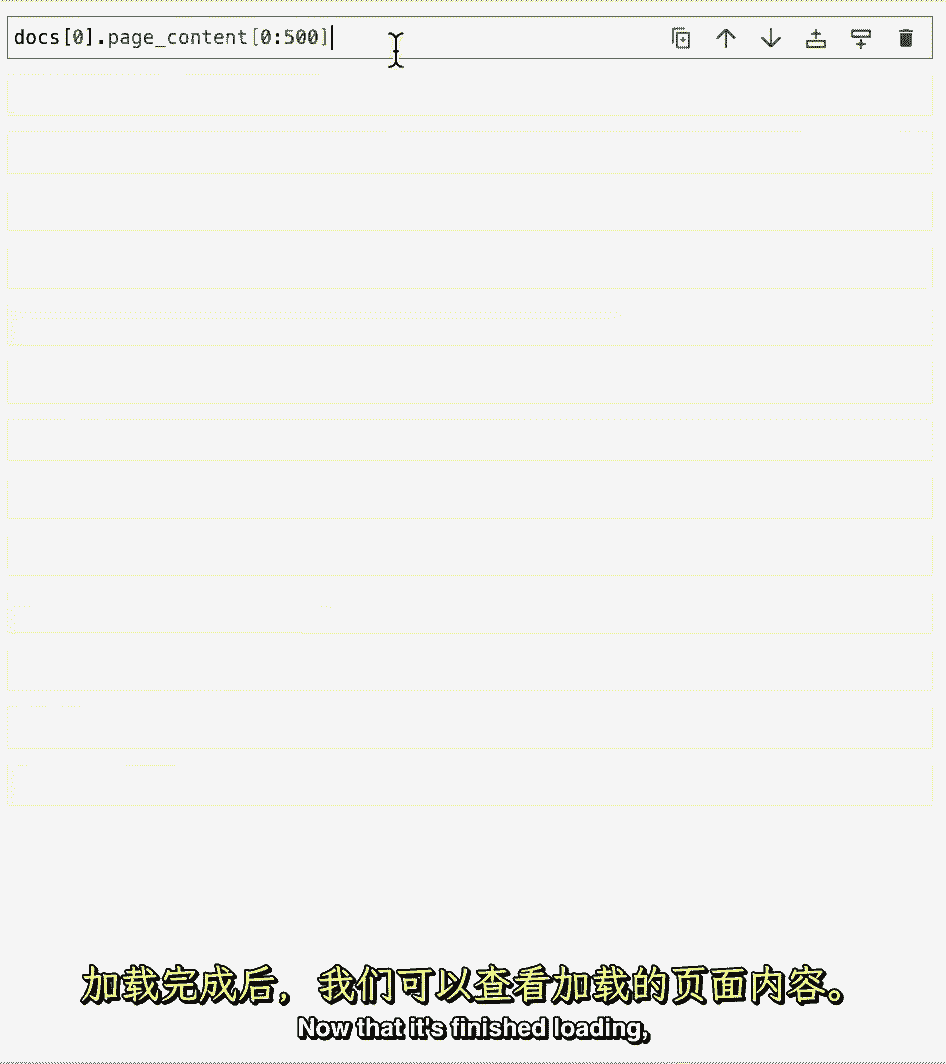 docs[0].page_content[0:500]
加载完成后，我们可以查看加载的页面内容。
Now that it's finished loading,